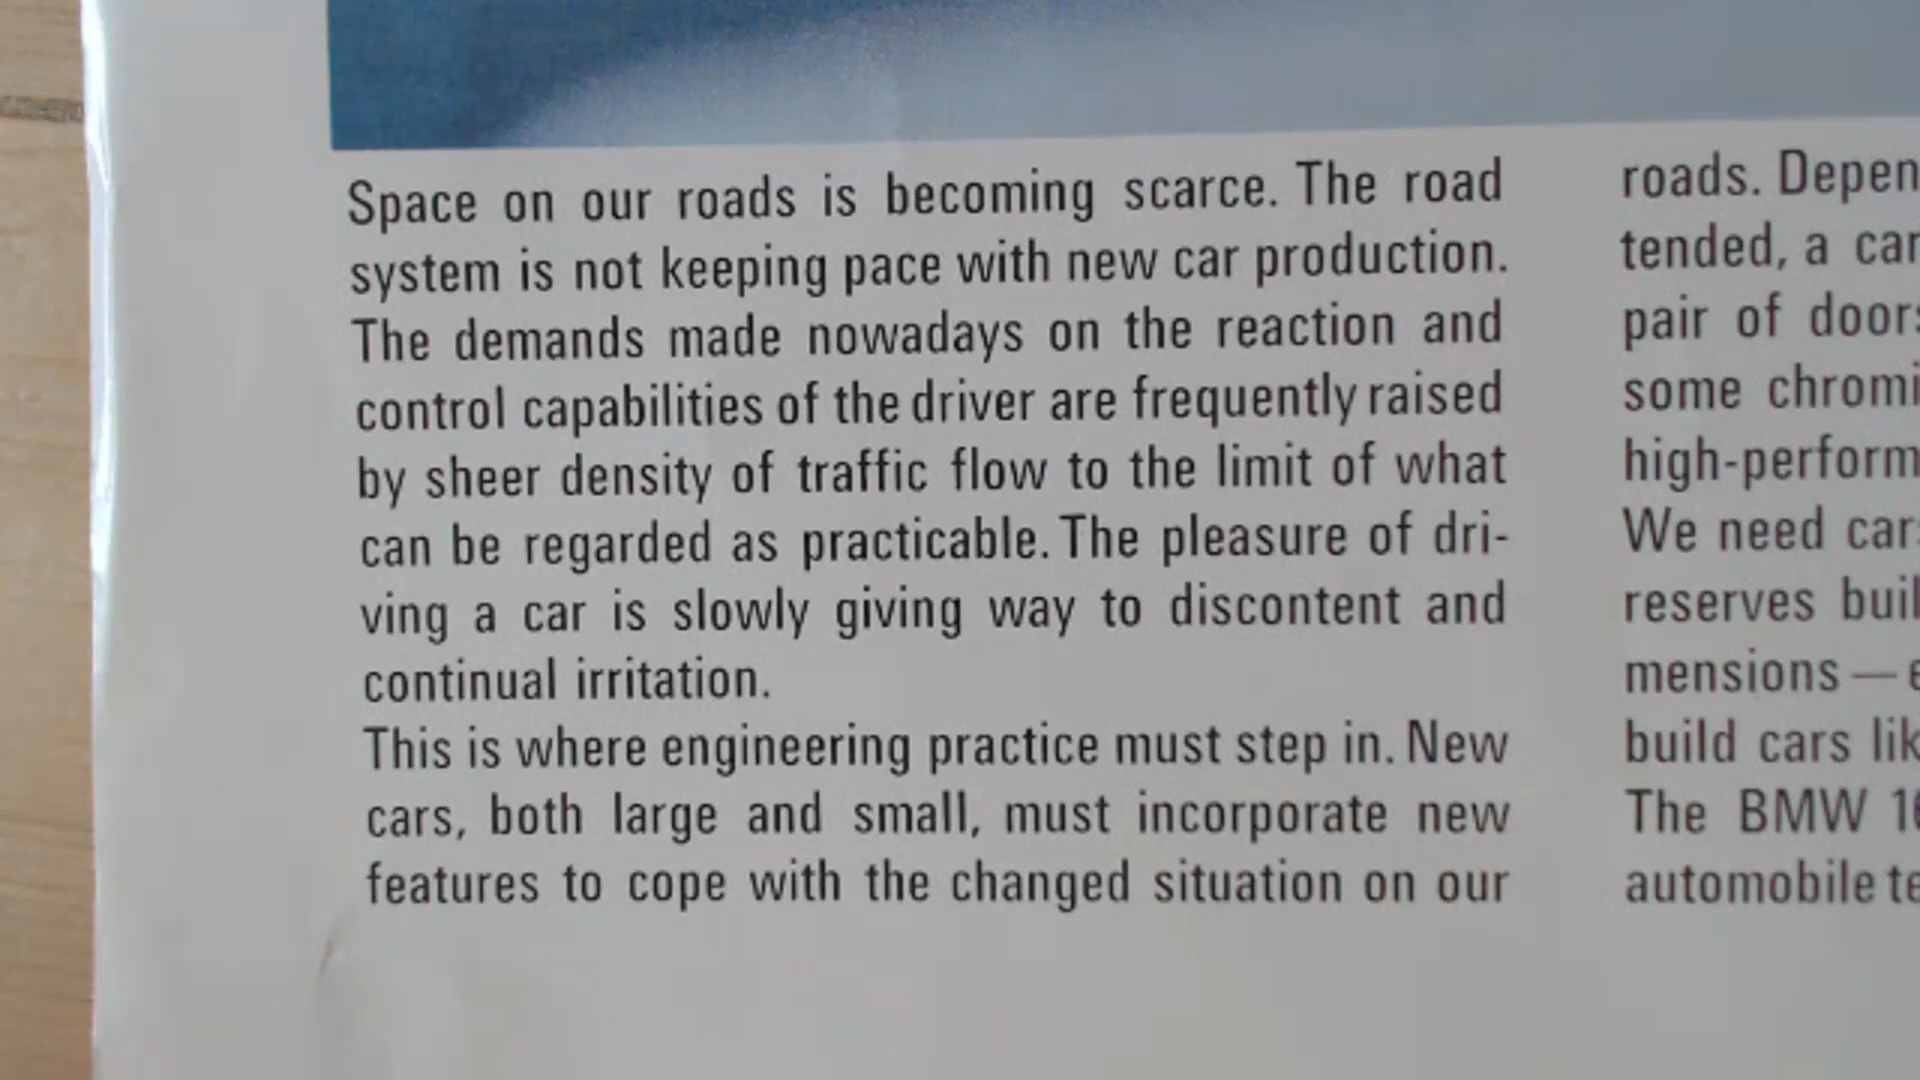 Space on our roads is becoming scarce. The road
system is not keeping pace with new car production.
The demands made nowadays on the reaction and
control capabilities of the driver are frequently raised
by sheer density of traffic flow to the limit of what
can be regarded as practicable. The pleasure of dri-
ving a car is slowly giving way to discontent and
continual irritation.
This is where engineering practice must step in. New
cars, both large and small, must incorporate new
features to cope with the changed situation on our
roads.
tended, a
pair of
some
We need
reserves
mensions —
build cars
The BMW
automobile